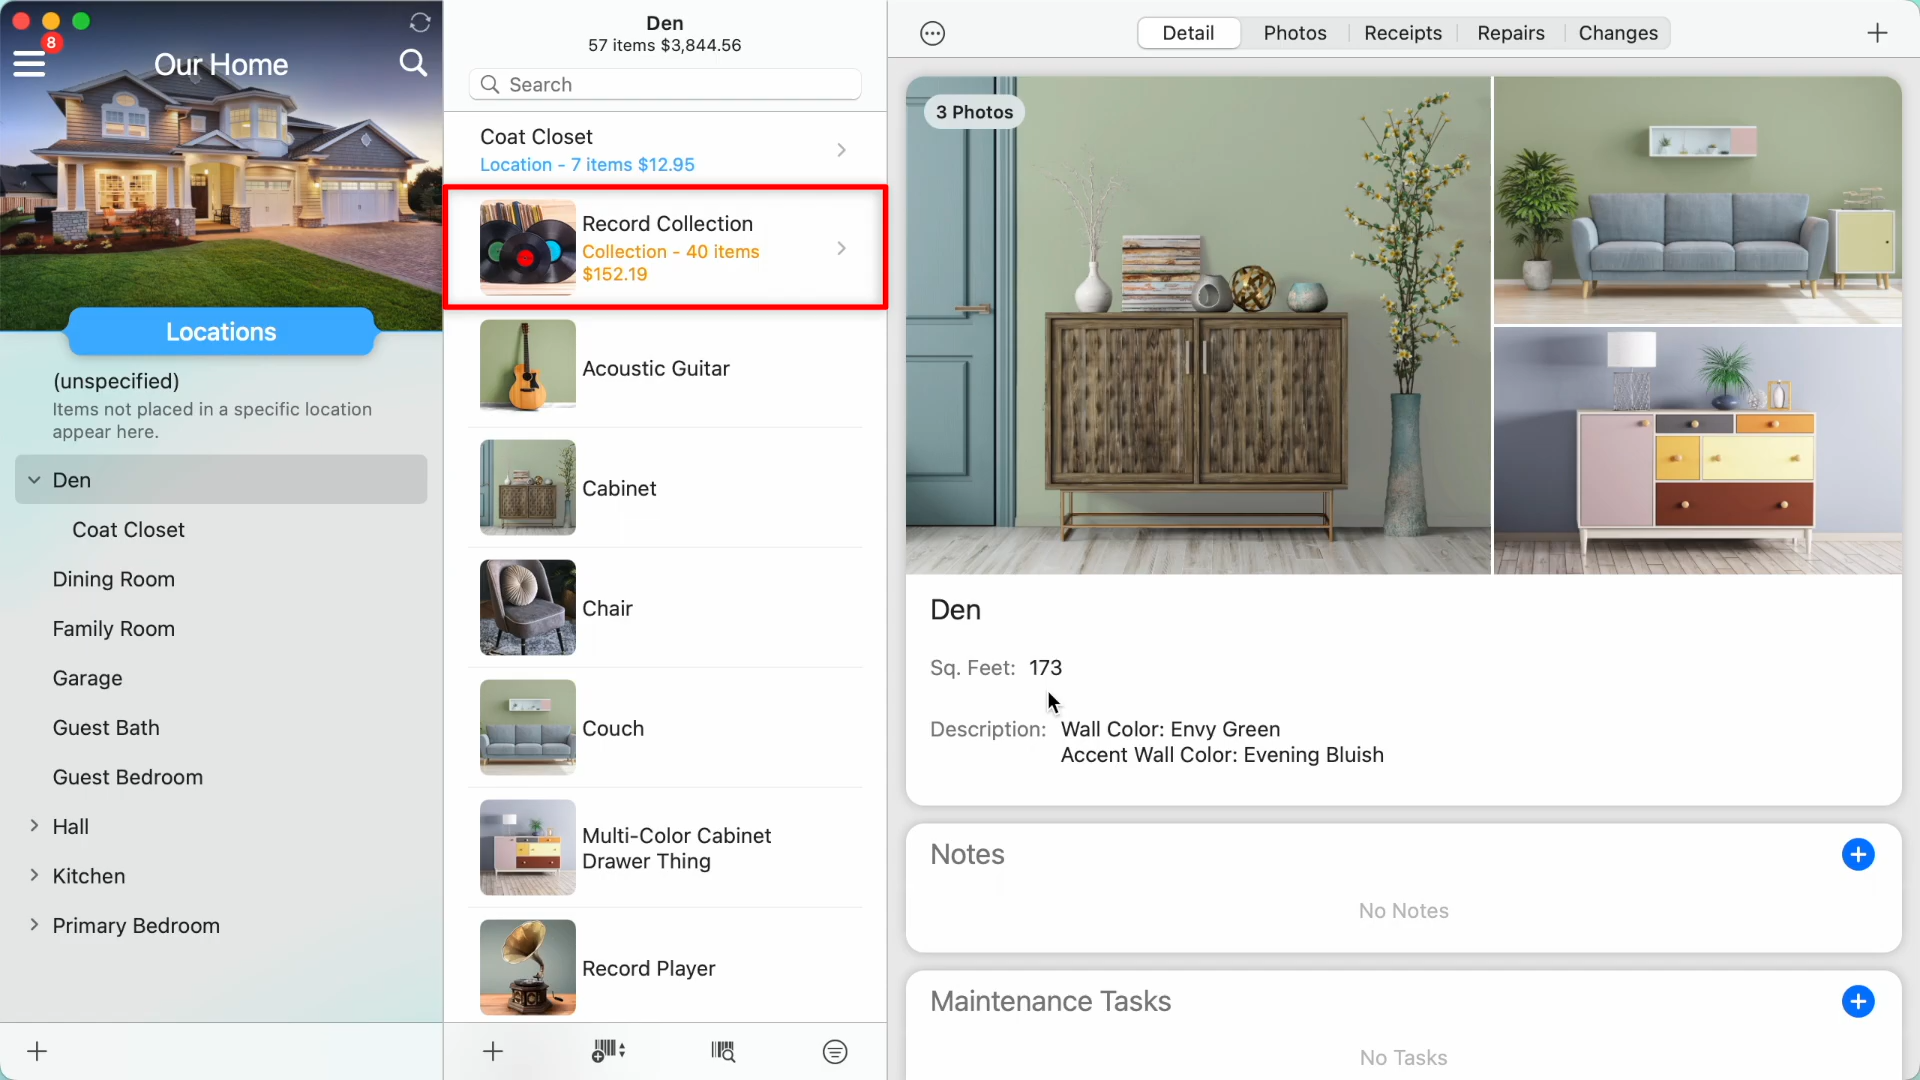 8
Our Home
Locations
(unspecified)
Items not placed in a specific location
appear here.
Den
Coat Closet
Dining Room
Family Room
Garage
Guest Bath
Guest Bedroom
Hall
Kitchen
Primary Bedroom
Den
57 items $3,844.56
Search
Coat Closet
Location - 7 items $12.95
Record Collection
Collection - 40 items
$152.19
Acoustic Guitar
Cabinet
Chair
Couch
Multi-Color Cabinet
Drawer Thing
Record Player
Detail
Photos
Receipts
Repairs
Changes
3 Photos
Den
Sq. Feet: 173
Description: Wall Color: Envy Green
Accent Wall Color: Evening Bluish
Notes
No Notes
Maintenance Tasks
No Tasks